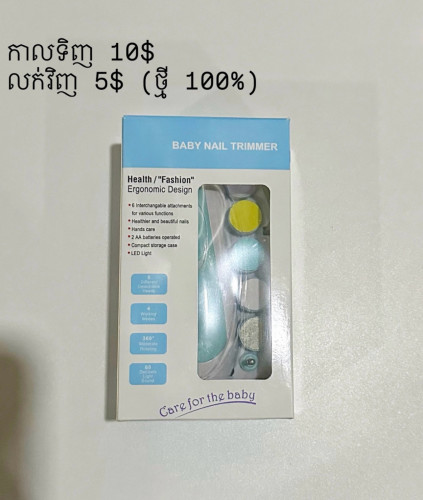 កាលទិញ 10$
លក់វិញ 5$ (ថ្មី 100%)
BABY NAIL TRIMMER
Health / "Fashion"
Ergonomic Design
• 6 interchangable attachments
for various functions
• Healthier and beautiful nails
• Hands care
• 2 AA batteries operated
• Compact storage case
• LED Light
Care for the baby